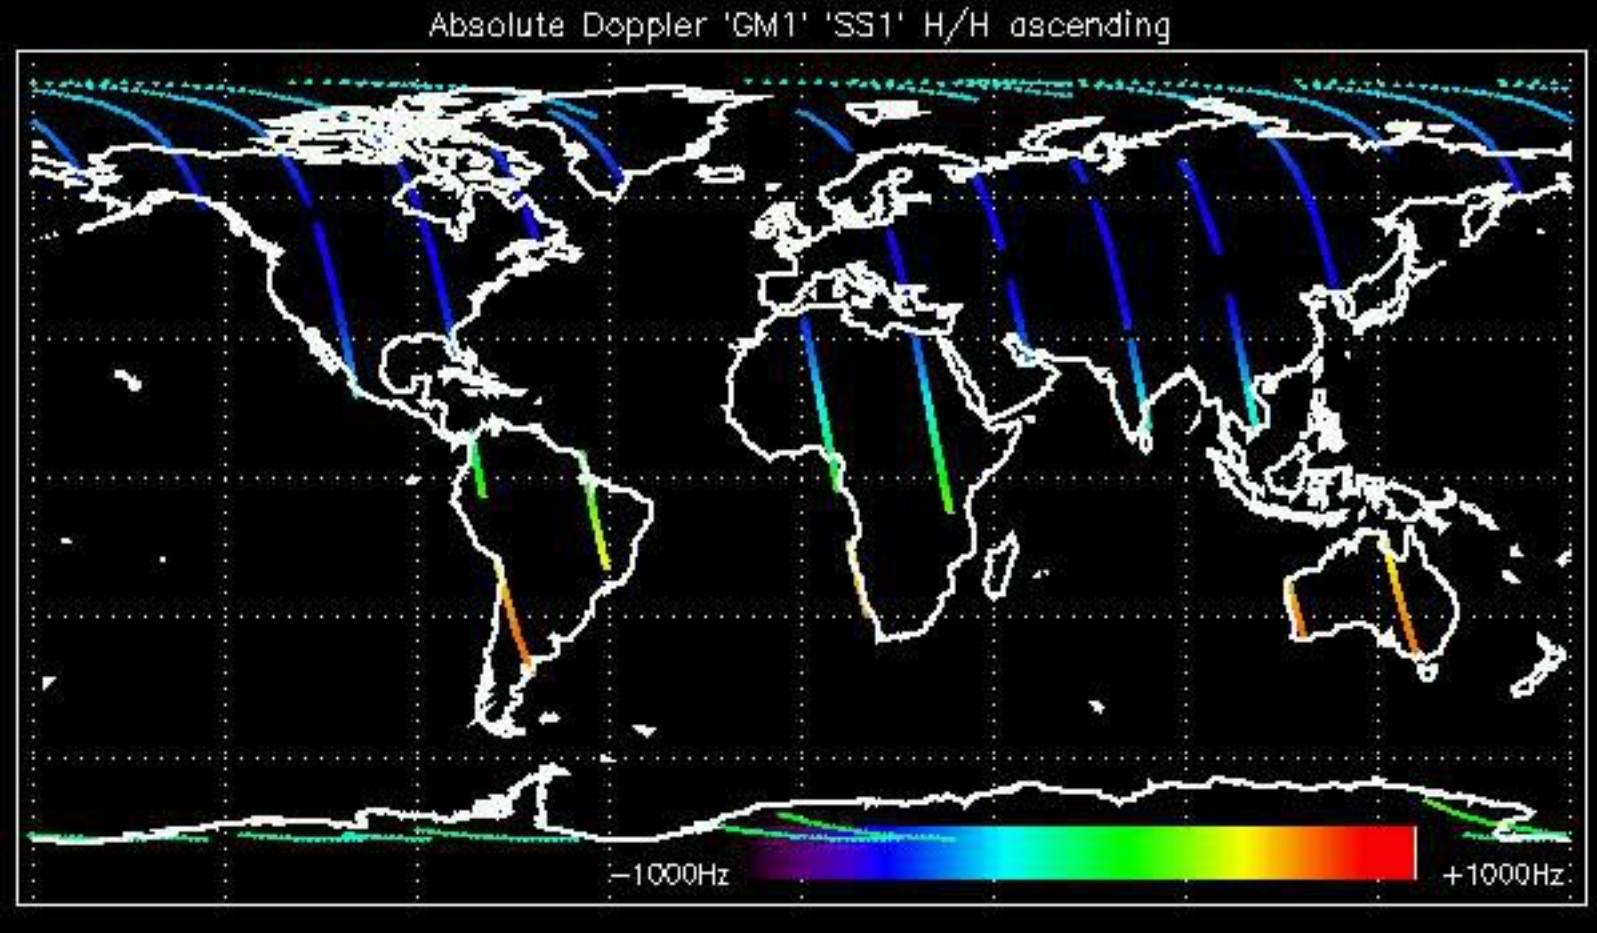 Absolute Doppler 'GM1' 'SS1' H/H ascending
−1000Hz
+1000Hz